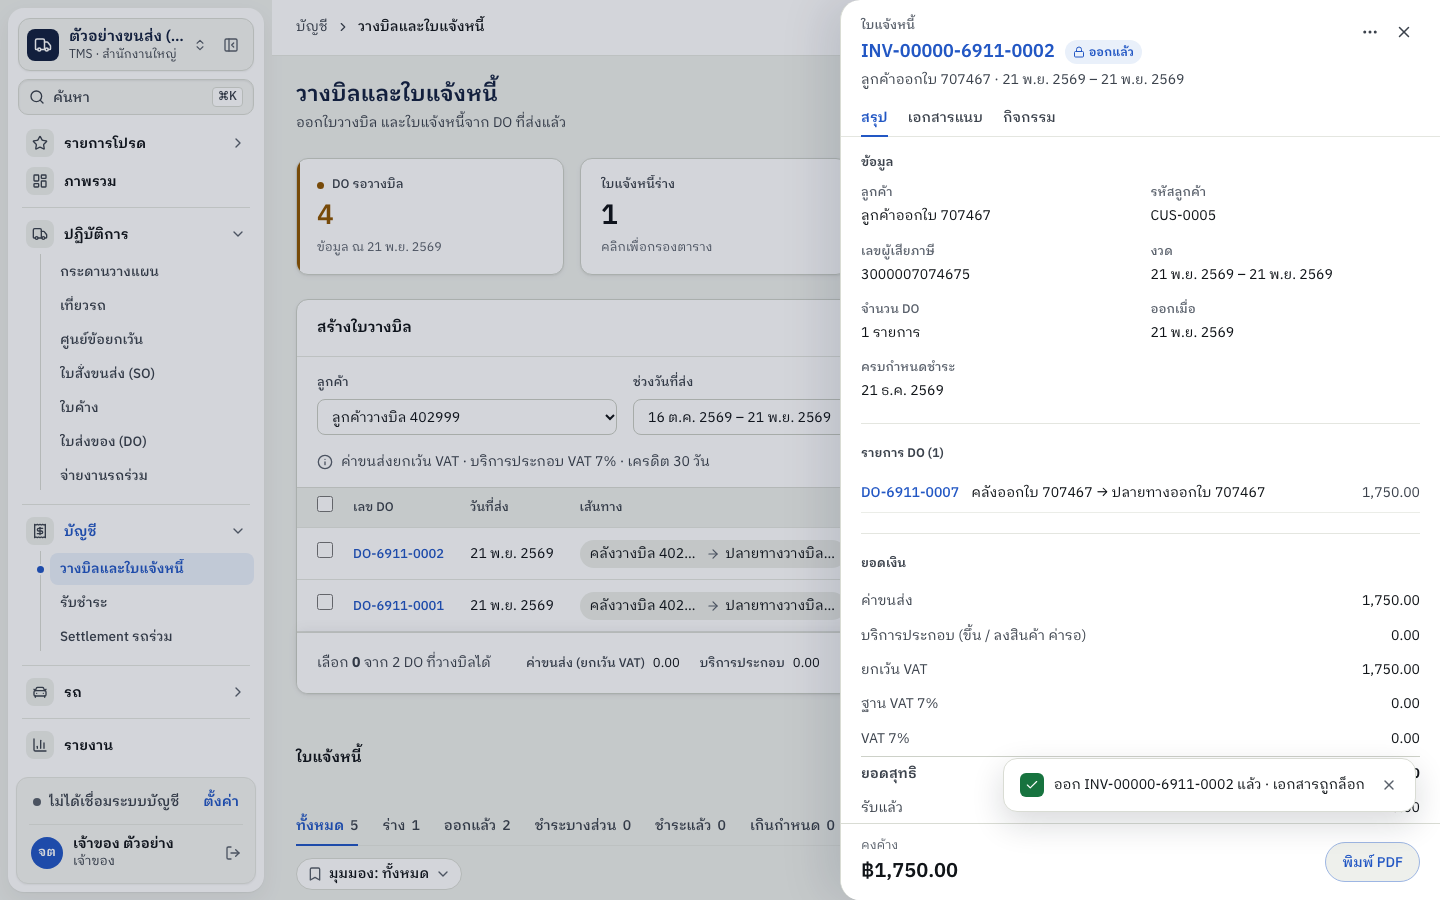 ตัวอย่างขนส่ง (...
TMS · สำนักงานใหญ่
ค้นหา
⌘K
รายการโปรด
ภาพรวม
ปฏิบัติการ
กระดานวางแผน
เที่ยวรถ
ศูนย์ข้อยกเว้น
ใบสั่งขนส่ง (SO)
ใบค้าง
ใบส่งของ (DO)
จ่ายงานรถร่วม
บัญชี
วางบิลและใบแจ้งหนี้
รับชำระ
Settlement รถร่วม
รถ
รายงาน
ไม่ได้เชื่อมระบบบัญชี ตั้งค่า
จต
เจ้าของ ตัวอย่าง
เจ้าของ
บัญชี > วางบิลและใบแจ้งหนี้
วางบิลและใบแจ้งหนี้
ออกใบวางบิล และใบแจ้งหนี้จาก DO ที่ส่งแล้ว
DO รอวางบิล
4
ข้อมูล ณ 21 พ.ย. 2569
ใบแจ้งหนี้ร่าง
1
คลิกเพื่อกรองตาราง
สร้างใบวางบิล
ลูกค้า ช่วงวันที่ส่ง
ลูกค้าวางบิล 402999 16 ต.ค. 2569 – 21 พ.ย. 2569
ค่าขนส่งยกเว้น VAT · บริการประกอบ VAT 7% · เครดิต 30 วัน
เลข DO วันที่ส่ง เส้นทาง
DO-6911-0002 21 พ.ย. 2569 คลังวางบิล 402... → ปลายทางวางบิล...
DO-6911-0001 21 พ.ย. 2569 คลังวางบิล 402... → ปลายทางวางบิล...
เลือก 0 จาก 2 DO ที่วางบิลได้ ค่าขนส่ง (ยกเว้น VAT) 0.00 บริการประกอบ 0.00
ใบแจ้งหนี้
ทั้งหมด 5 ร่าง 1 ออกแล้ว 2 ชำระบางส่วน 0 ชำระแล้ว 0 เกินกำหนด 0
มุมมอง: ทั้งหมด
ใบแจ้งหนี้
INV-00000-6911-0002 ออกแล้ว
ลูกค้าออกใบ 707467 · 21 พ.ย. 2569 – 21 พ.ย. 2569
สรุป เอกสารแนบ กิจกรรม
ข้อมูล
ลูกค้า รหัสลูกค้า
ลูกค้าออกใบ 707467 CUS-0005
เลขผู้เสียภาษี งวด
3000007074675 21 พ.ย. 2569 – 21 พ.ย. 2569
จำนวน DO ออกเมื่อ
1 รายการ 21 พ.ย. 2569
ครบกำหนดชำระ
21 ธ.ค. 2569
รายการ DO (1)
DO-6911-0007 คลังออกใบ 707467 → ปลายทางออกใบ 707467 1,750.00
ยอดเงิน
ค่าขนส่ง 1,750.00
บริการประกอบ (ขึ้น / ลงสินค้า ค่ารอ) 0.00
ยกเว้น VAT 1,750.00
ฐาน VAT 7% 0.00
VAT 7% 0.00
ยอดสุทธิ
ออก INV-00000-6911-0002 แล้ว · เอกสารถูกล็อก
รับแล้ว
คงค้าง
฿1,750.00
พิมพ์ PDF